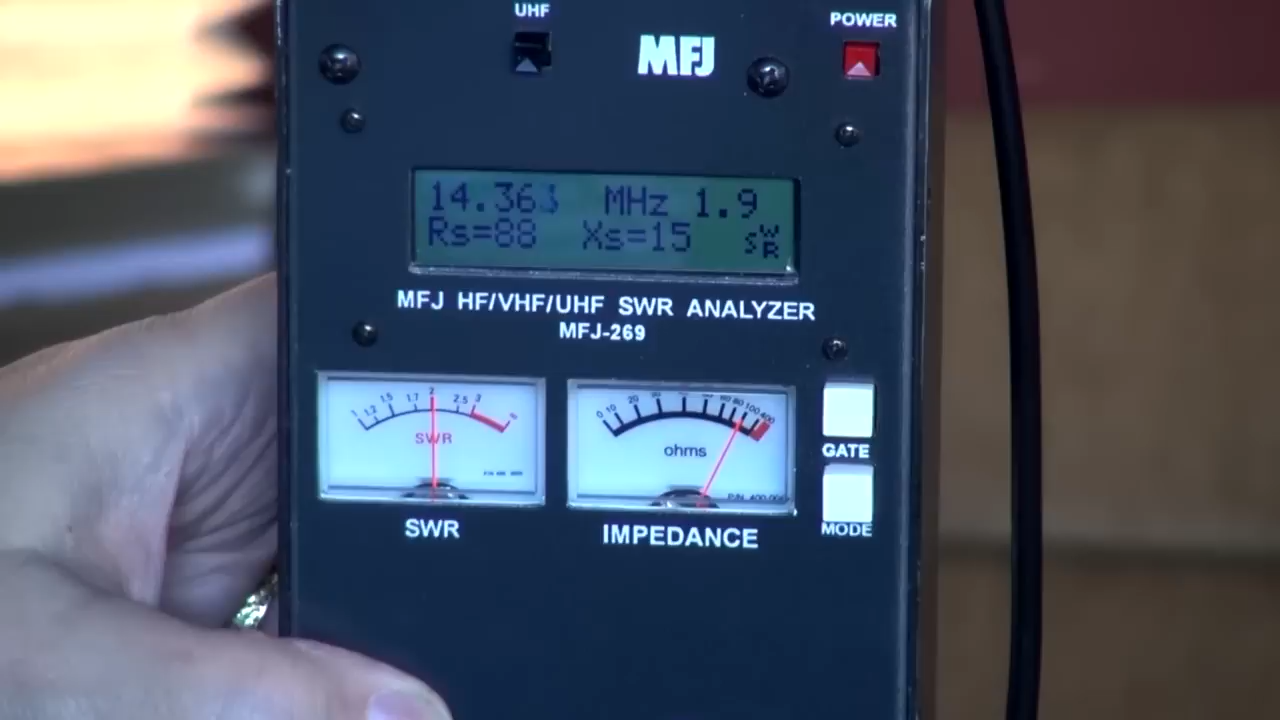 UHF
MFJ
POWER
14.363 MHz 1.9
Rs=88 Xs=15 SWR
MFJ HF/VHF/UHF SWR ANALYZER
MFJ-269
1 1.2 1.5 1.7 2 2.5 3
SWR
0 10 20 30 60 80 100 400
ohms
GATE
MODE
SWR
IMPEDANCE